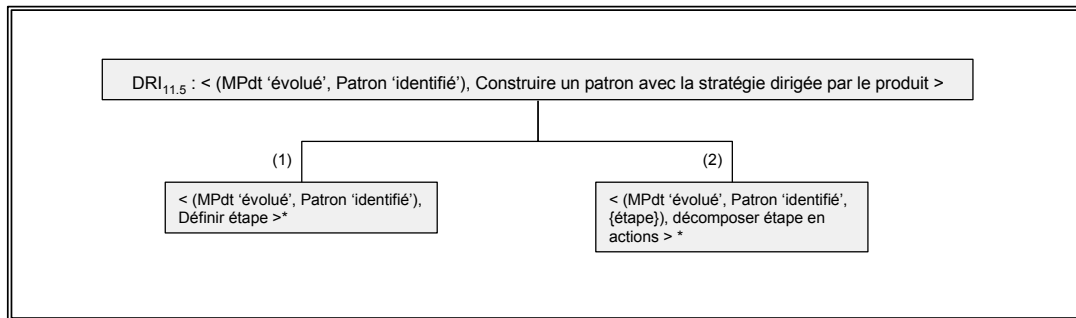 DRI11.5 : < (MPdt ‘évolué’, Patron ‘identifié’), Construire un patron avec la stratégie dirigée par le produit >
(1)
(2)
< (MPdt ‘évolué’, Patron ‘identifié’),
Définir étape >*
< (MPdt ‘évolué’, Patron ‘identifié’,
{étape}), décomposer étape en
actions > *